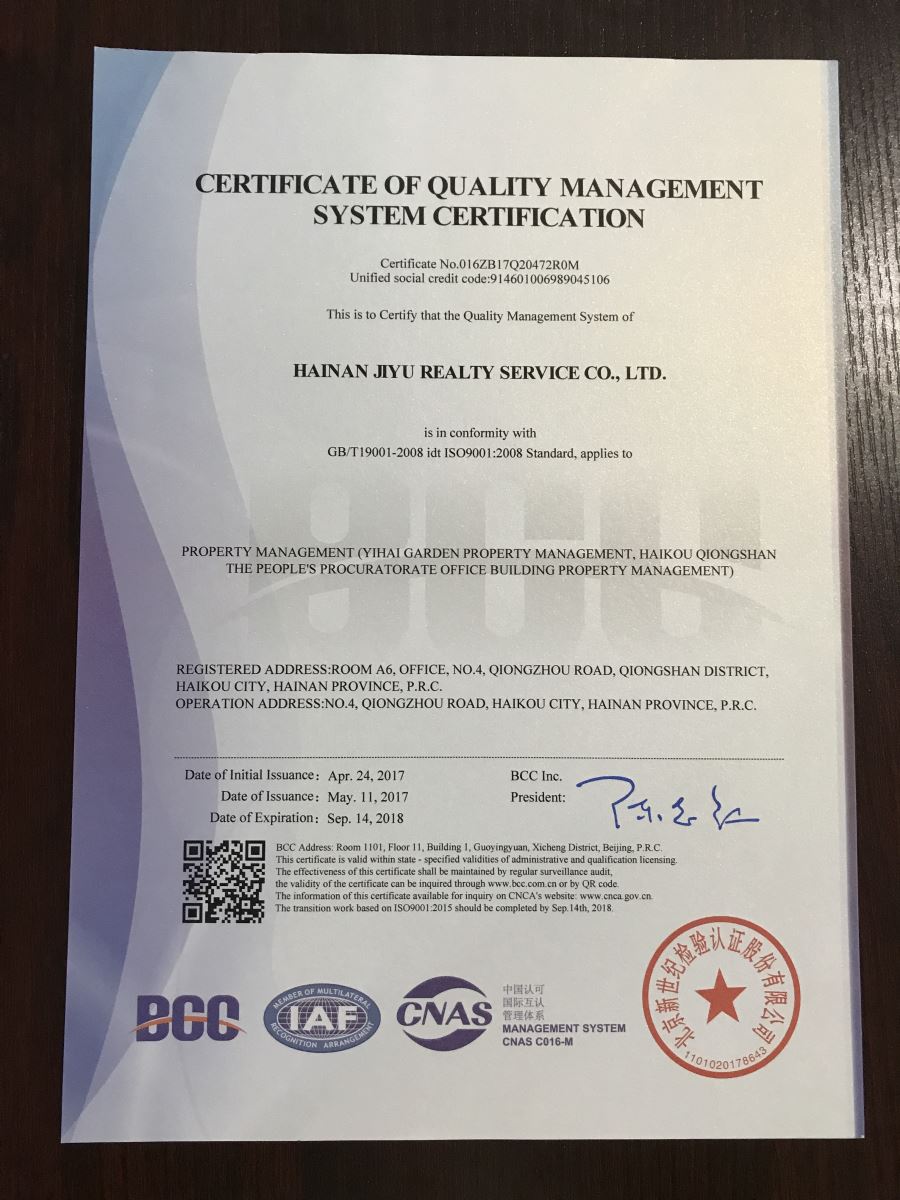 CERTIFICATE OF QUALITY MANAGEMENT
SYSTEM CERTIFICATION
Certificate No.016ZB17Q20472R0M
Unified social credit code:914601006989045106
This is to Certify that the Quality Management System of
HAINAN JIYU REALTY SERVICE CO., LTD.
is in conformity with
GB/T19001-2008 idt ISO9001:2008 Standard, applies to
PROPERTY MANAGEMENT (YIHAI GARDEN PROPERTY MANAGEMENT, HAIKOU QIONGSHAN
THE PEOPLE'S PROCURATORATE OFFICE BUILDING PROPERTY MANAGEMENT)
REGISTERED ADDRESS:ROOM A6, OFFICE, NO.4, QIONGZHOU ROAD, QIONGSHAN DISTRICT,
HAIKOU CITY, HAINAN PROVINCE, P.R.C.
OPERATION ADDRESS:NO.4, QIONGZHOU ROAD, HAIKOU CITY, HAINAN PROVINCE, P.R.C.
Date of Initial Issuance: Apr. 24, 2017
Date of Issuance: May. 11, 2017
Date of Expiration: Sep. 14, 2018
BCC Inc.
President:
BCC Address: Room 1101, Floor 11, Building 1, Guoyingyuan, Xicheng District, Beijing, P.R.C.
This certificate is valid within state - specified validities of administrative and qualification licensing.
The effectiveness of this certificate shall be maintained by regular surveillance audit,
the validity of the certificate can be inquired through www.bcc.com.cn or by QR code.
The information of this certificate available for inquiry on CNCA's website: www.cnca.gov.cn.
The transition work based on ISO9001:2015 should be completed by Sep.14th, 2018.
BCC
MEMBER OF MULTILATERAL
IAF
RECOGNITION ARRANGEMENT
CNAS
中国认可
国际互认
管理体系
MANAGEMENT SYSTEM
CNAS C016-M
北京新世纪检验认证股份有限公司
1101020178643